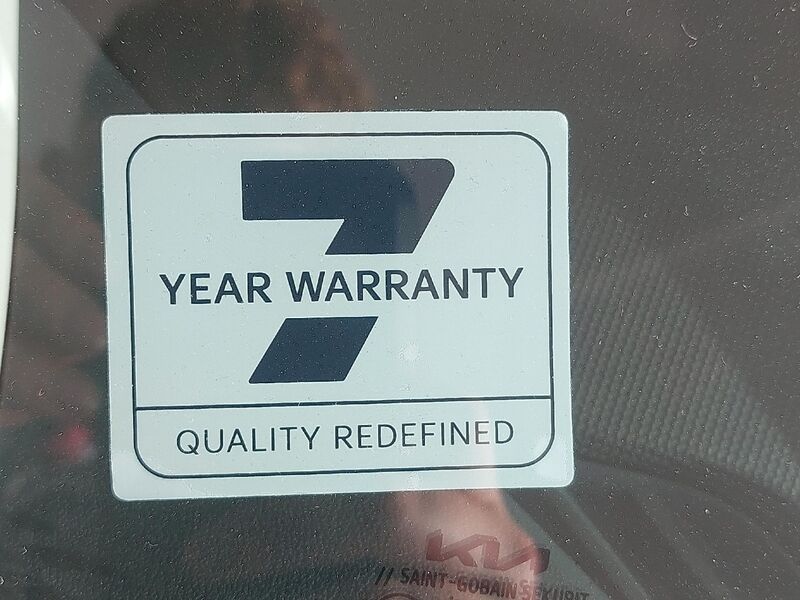 7
YEAR WARRANTY
QUALITY REDEFINED
KIA
// SAINT-GOBAIN SEKURIT